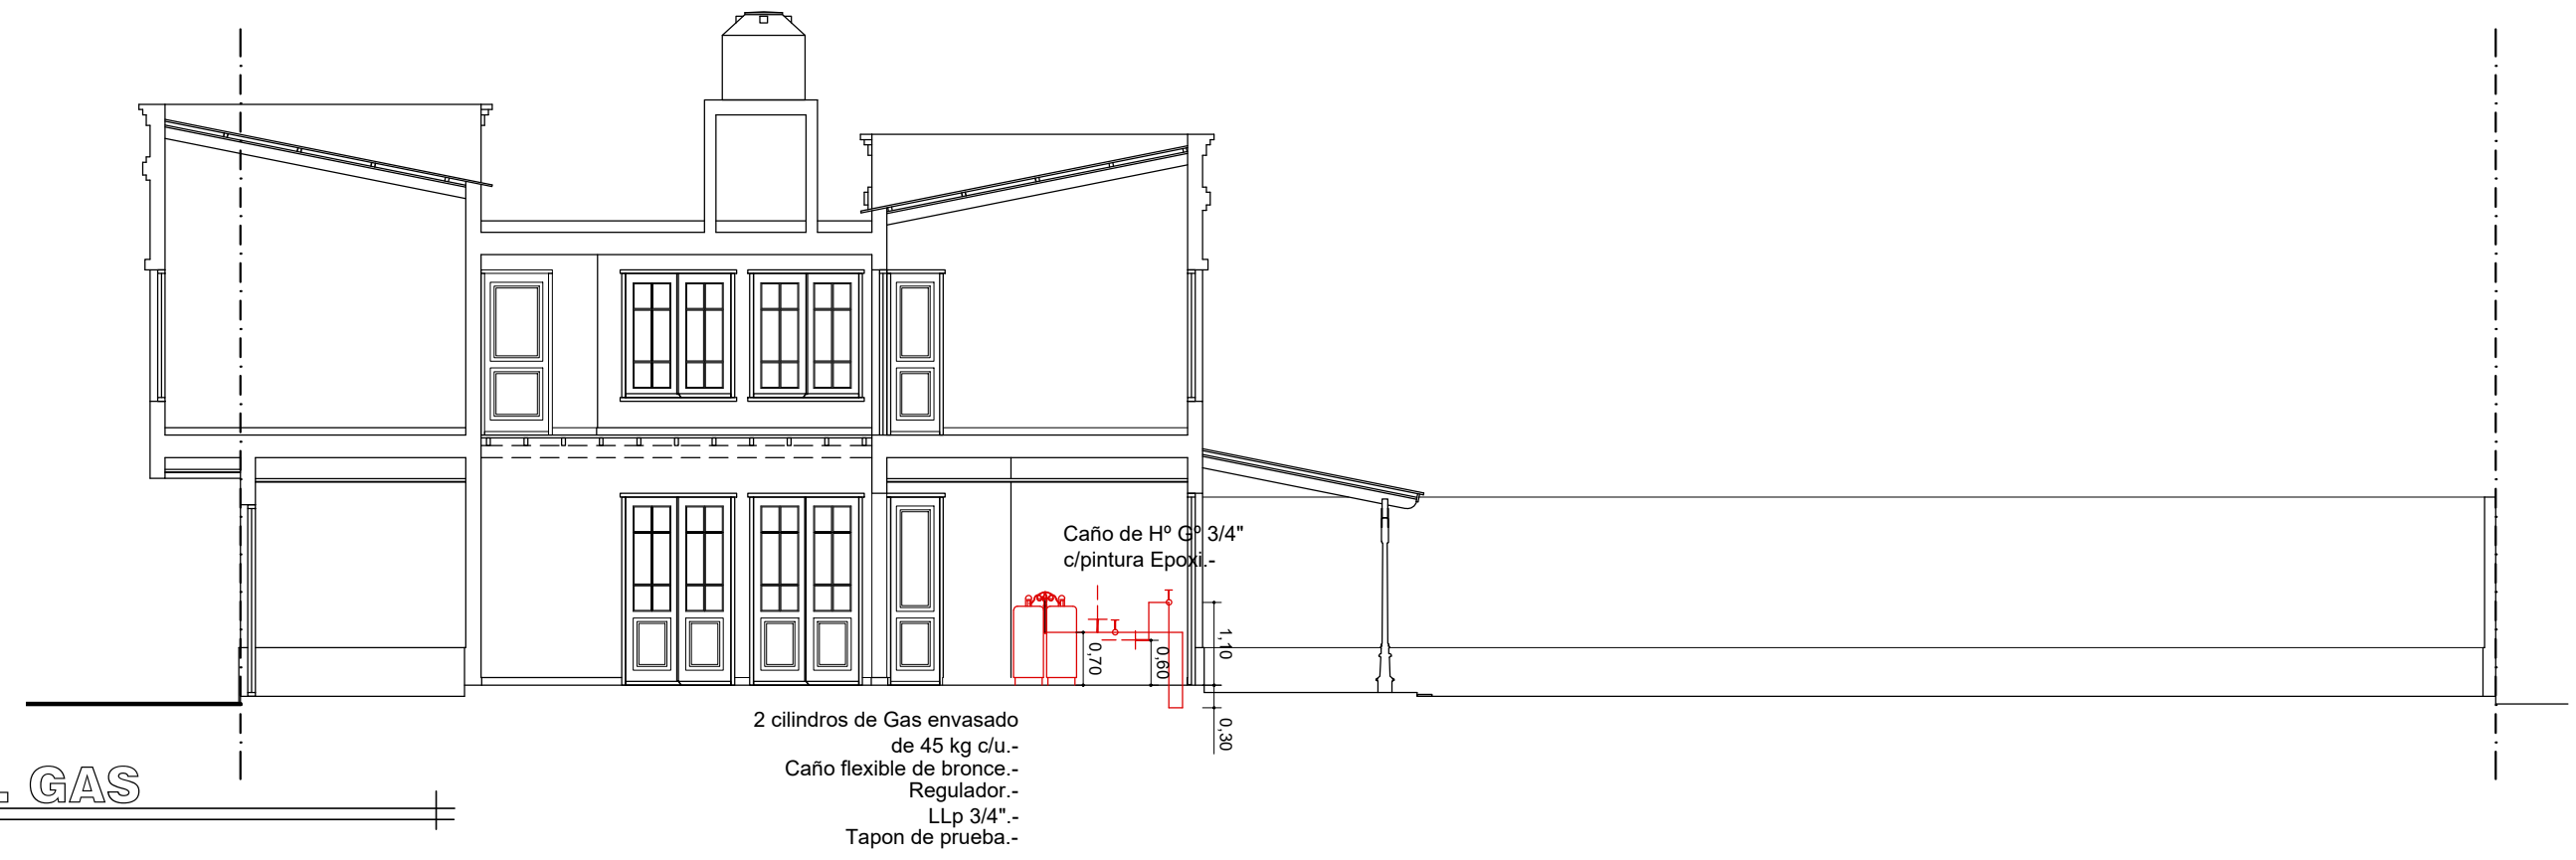 Caño de Hº Gº 3/4"
c/pintura Epoxi.-
1,10
0,70
0,60
0,30
2 cilindros de Gas envasado
de 45 kg c/u.-
Caño flexible de bronce.-
Regulador.-
LLp 3/4".-
Tapon de prueba.-
. GAS